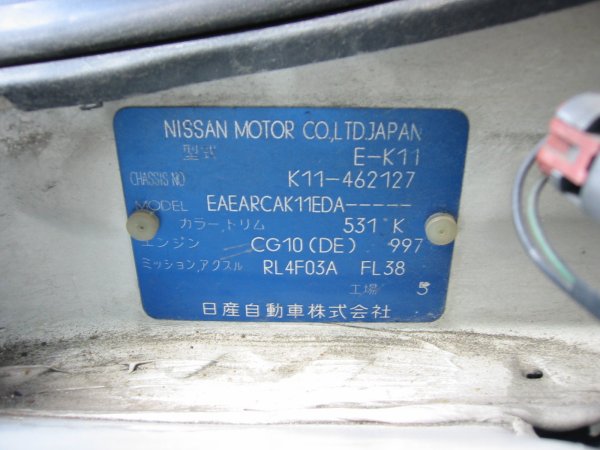 NISSAN MOTOR CO.,LTD.JAPAN
型式 E-K11
CHASSIS NO K11-462127
MODEL EAEARCAK11EDA-----
カラー,トリム 531 K
エンジン CG10(DE) 997
ミッション,アクスル RL4F03A FL38
工場 5
日産自動車株式会社